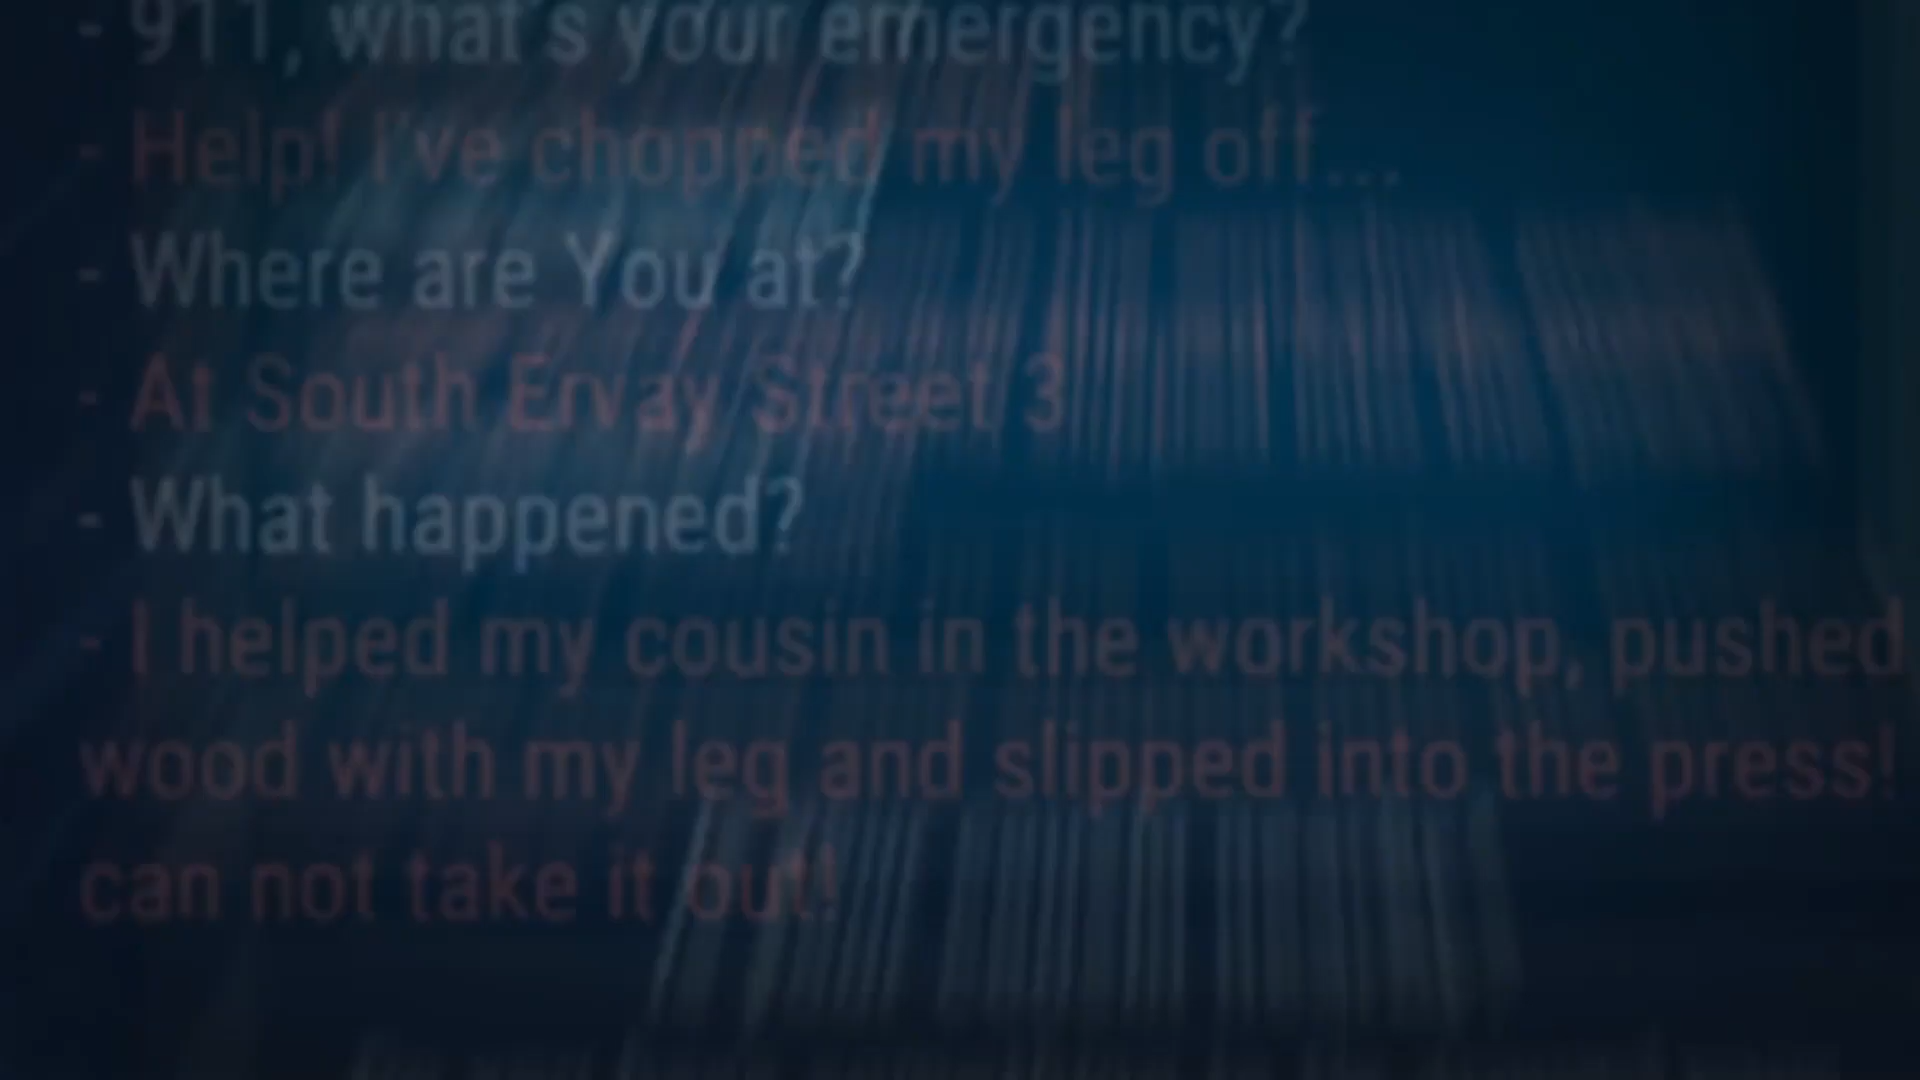 - 911, what's your emergency?
- Help! I've chopped my leg off...
- Where are You at?
- At South Ervay Street 3
- What happened?
- I helped my cousin in the workshop, pushed
wood with my leg and slipped into the press!
can not take it out!